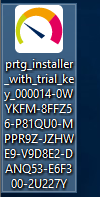 prtg_installer
_with_trial_ke
y_000014-0W
YKFM-8FFZ5
6-P81QU0-M
PPR9Z-JZHW
E9-V9D8E2-D
ANQ53-E6F3
00-2U227Y